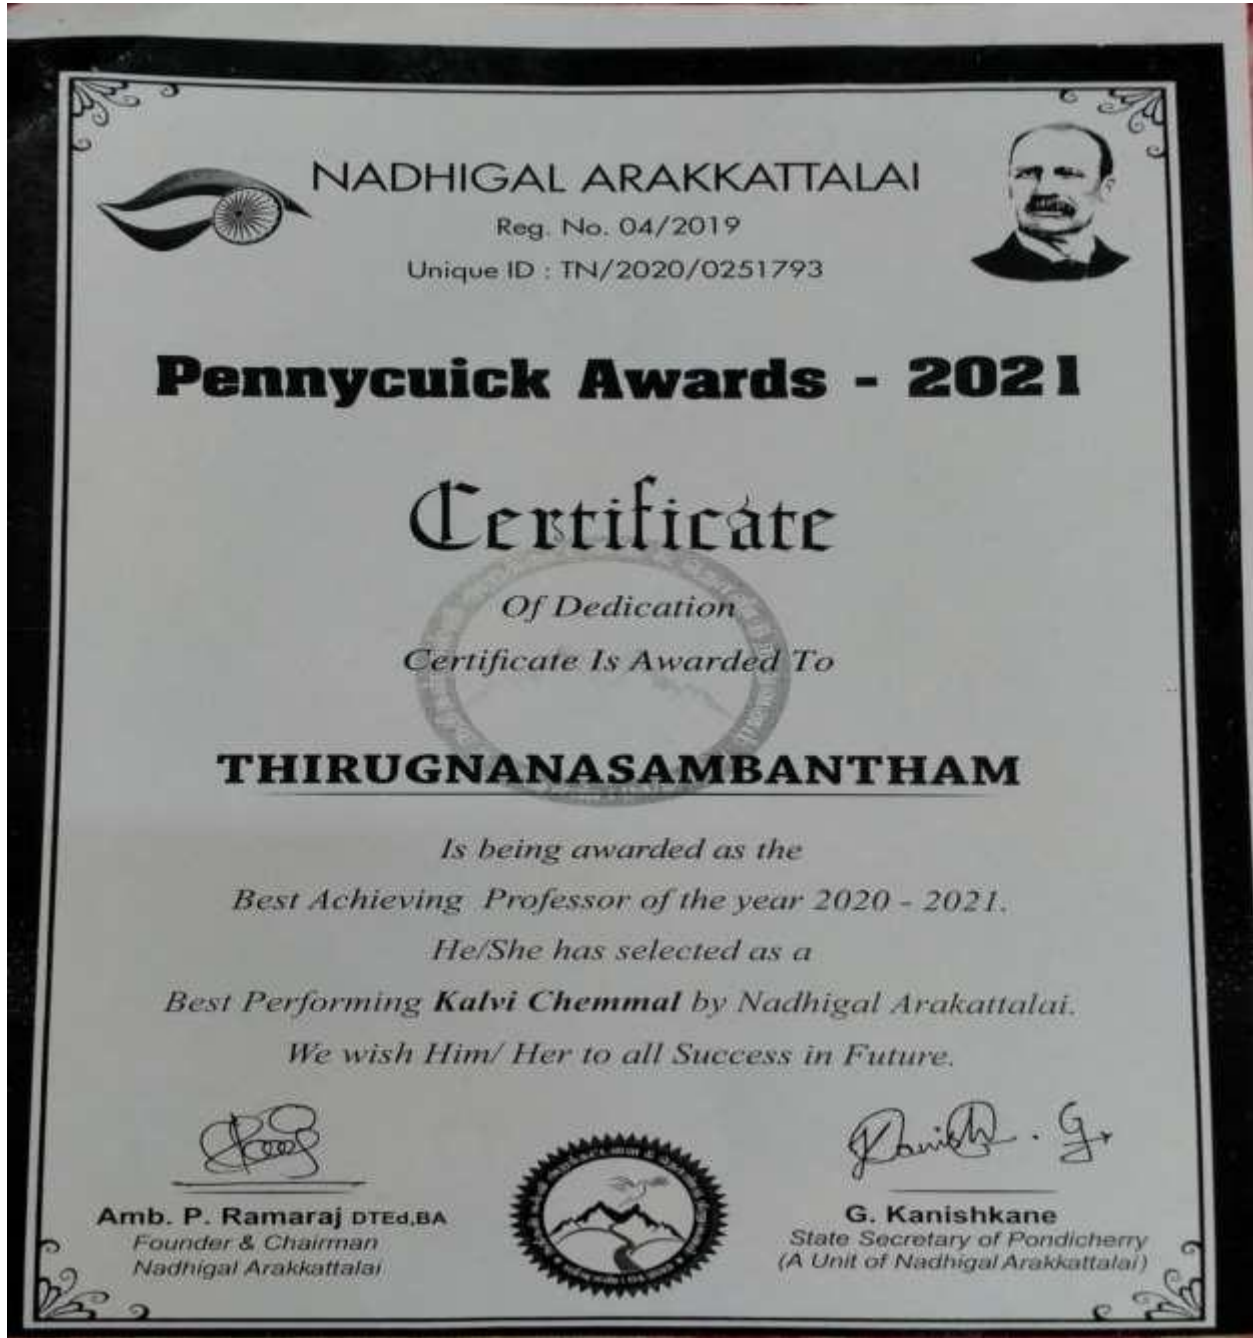 NADHIGAL ARAKKATTALAI
Reg. No. 04/2019
Unique ID : TN/2020/0251793
Pennycuick Awards - 2021
Certificate
Of Dedication
Certificate Is Awarded To
THIRUGNANASAMBANTHAM
Is being awarded as the
Best Achieving Professor of the year 2020 - 2021.
He/She has selected as a
Best Performing Kalvi Chemmal by Nadhigal Arakattalai.
We wish Him/ Her to all Success in Future.
Kanishk. G.
Amb. P. Ramaraj DTEd,BA
Founder & Chairman
Nadhigal Arakkattalai
G. Kanishkane
State Secretary of Pondicherry
(A Unit of Nadhigal Arakkattalai)